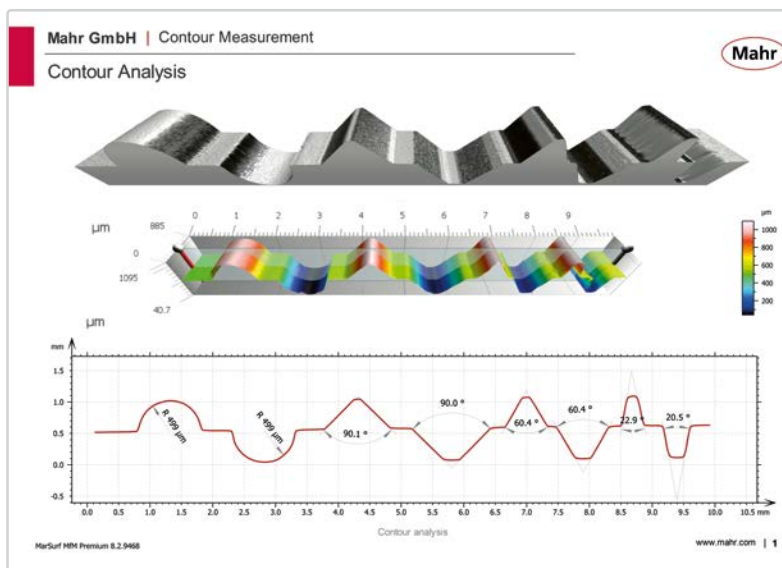 Mahr GmbH | Contour Measurement
Mahr
Contour Analysis
0 1 2 3 4 5 6 7 8 9
µm 885
0
1095
40.7
µm
µm
1000
800
600
400
200
mm
1.5
1.0
0.5
0.0
-0.5
R 499 µm
R 499 µm
90.1 °
90.0 °
60.4 °
60.4 °
22.9 °
20.5 °
0.0 0.5 1.0 1.5 2.0 2.5 3.0 3.5 4.0 4.5 5.0 5.5 6.0 6.5 7.0 7.5 8.0 8.5 9.0 9.5 10.0 10.5 mm
Contour analysis
MarSurf MfM Premium 8.2.9468
www.mahr.com | 1